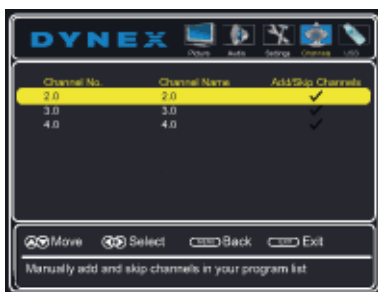 DYNEX
Picture Audio Settings Channels USB
Channel No. Channel Name Add/Skip Channels
2.0 2.0
3.0 3.0
4.0 4.0
Move Select MENU Back EXIT Exit
Manually add and skip channels in your program list